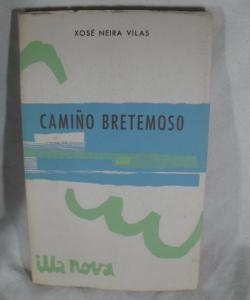 XOSÉ NEIRA VILAS
CAMIÑO BRETEMOSO
illa nova